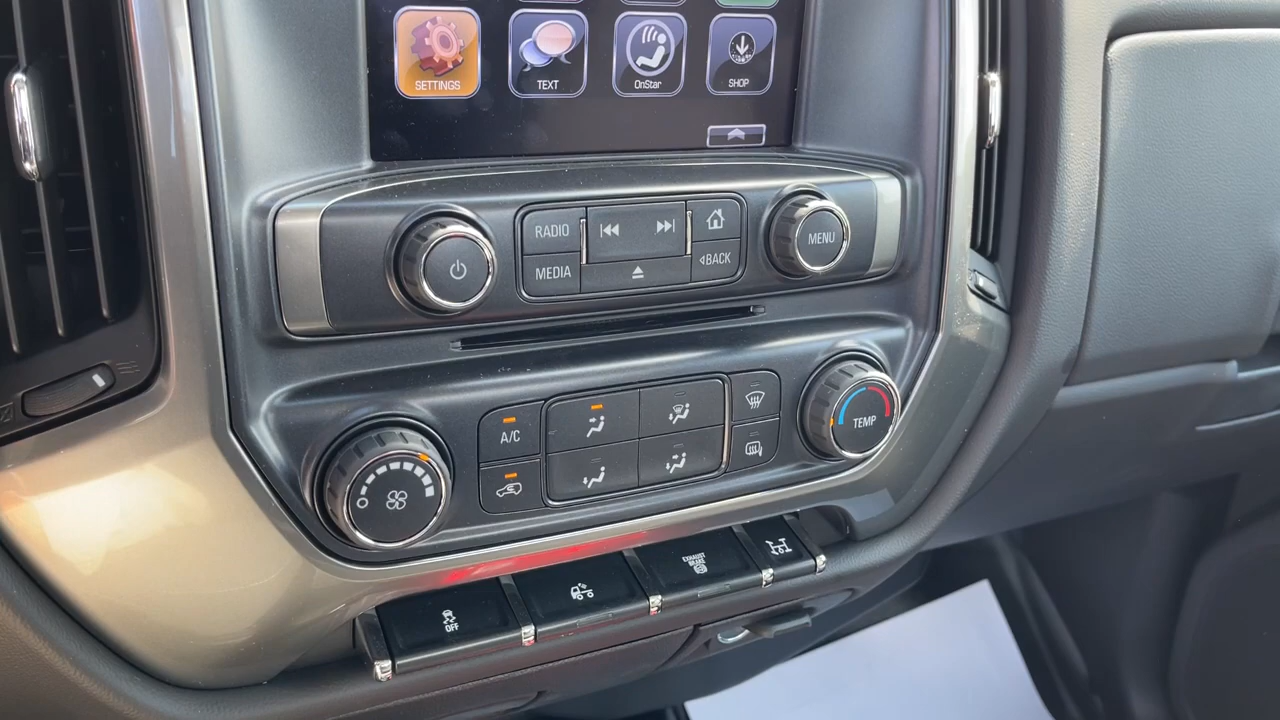 SETTINGS
TEXT
OnStar
SHOP
RADIO
MEDIA
BACK
MENU
A/C
TEMP
OFF
EXHAUST
BRAKE